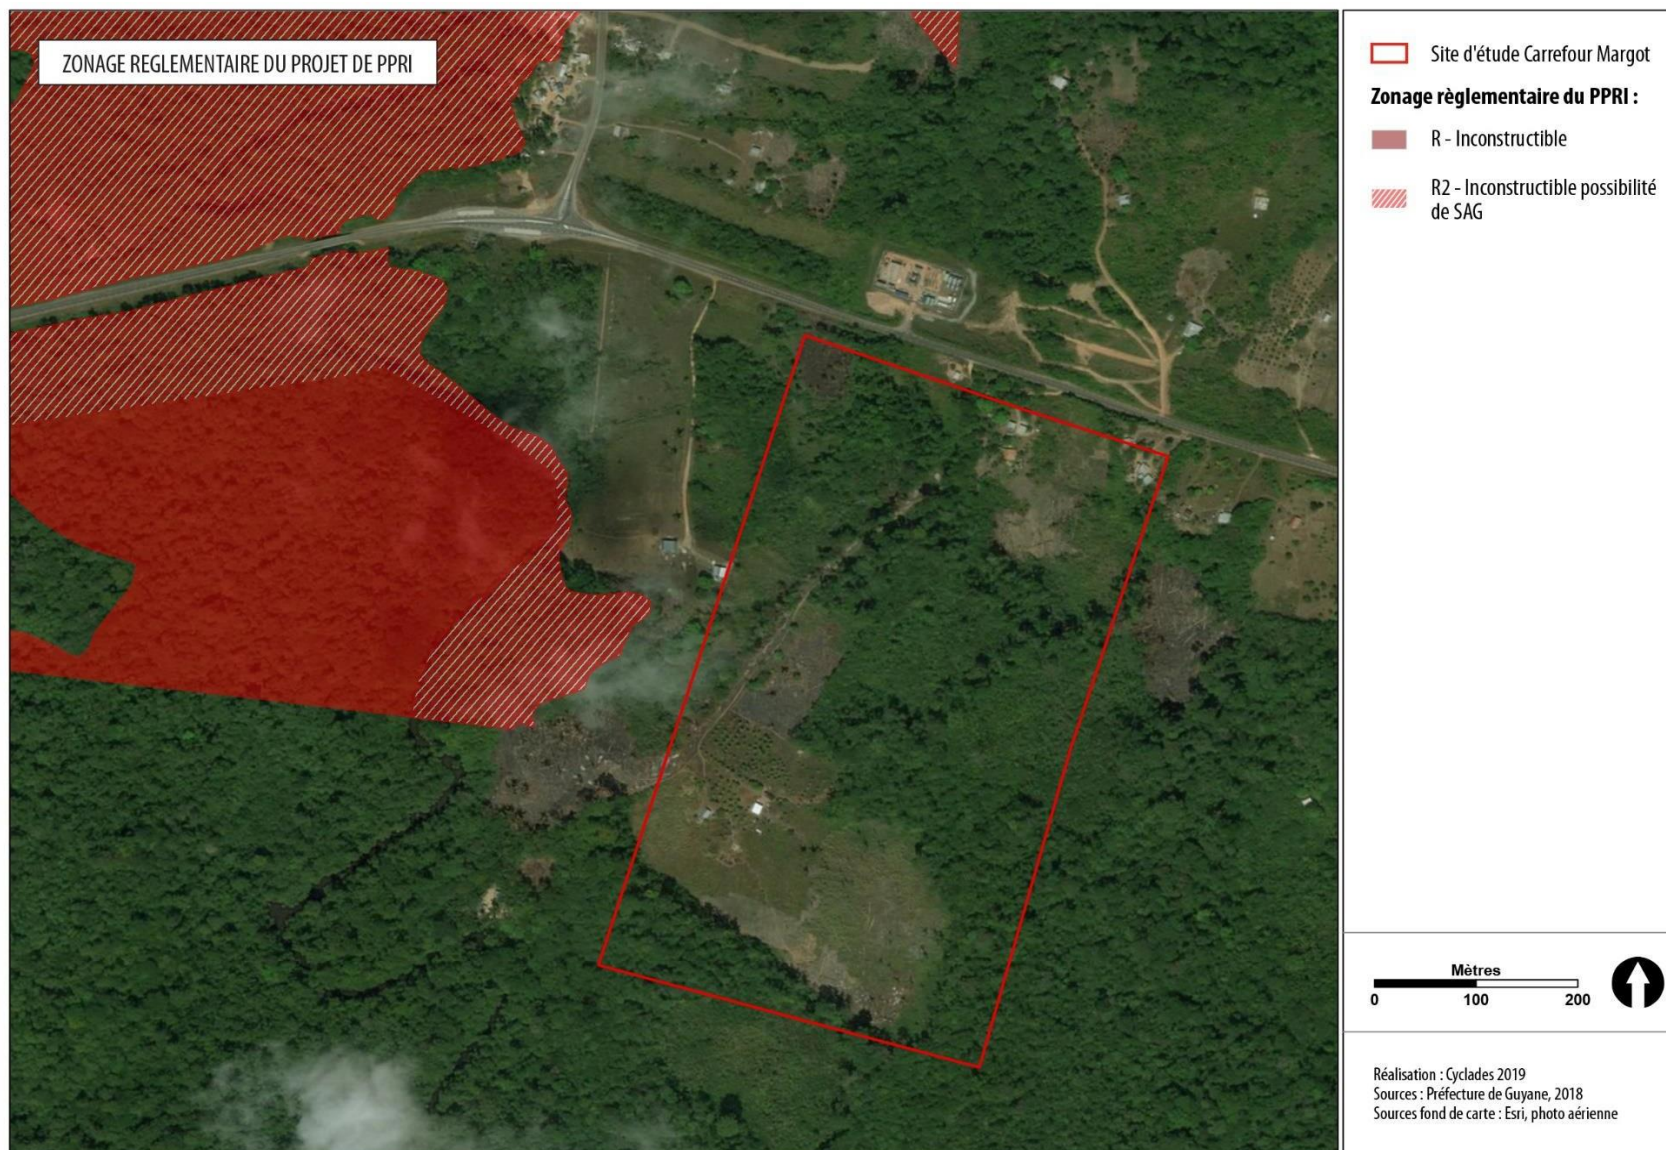 ZONAGE REGLEMENTAIRE DU PROJET DE PPRI
Site d'étude Carrefour Margot
Zonage règlementaire du PPRI :
R - Inconstructible
R2 - Inconstructible possibilité
de SAG
Mètres
0 100 200
Réalisation : Cyclades 2019
Sources : Préfecture de Guyane, 2018
Sources fond de carte : Esri, photo aérienne